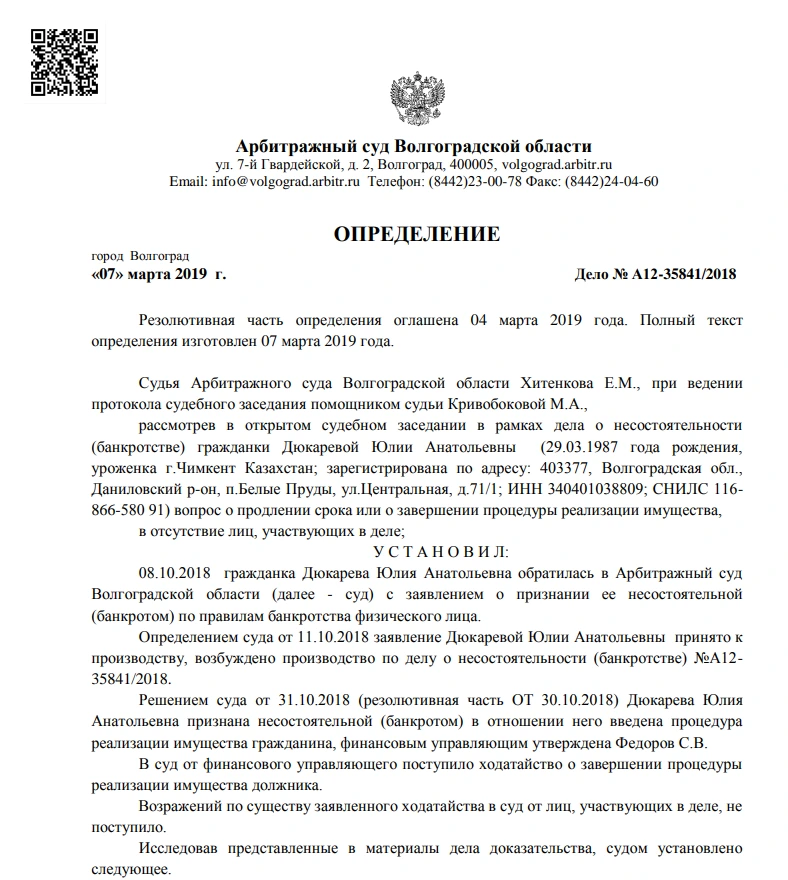 Арбитражный суд Волгоградской области
ул. 7-й Гвардейской, д. 2, Волгоград, 400005, volgograd.arbitr.ru
Email: info@volgograd.arbitr.ru Телефон: (8442)23-00-78 Факс: (8442)24-04-60
ОПРЕДЕЛЕНИЕ
город Волгоград
«07» марта 2019 г. Дело № А12-35841/2018
Резолютивная часть определения оглашена 04 марта 2019 года. Полный текст
определения изготовлен 07 марта 2019 года.
Судья Арбитражного суда Волгоградской области Хитенкова Е.М., при ведении
протокола судебного заседания помощником судьи Кривобоковой М.А.,
рассмотрев в открытом судебном заседании в рамках дела о несостоятельности
(банкротстве) гражданки Дюкаревой Юлии Анатольевны (29.03.1987 года рождения,
уроженка г.Чимкент Казахстан; зарегистрирована по адресу: 403377, Волгоградская обл.,
Даниловский р-он, п.Белые Пруды, ул.Центральная, д.71/1; ИНН 340401038809; СНИЛС 116-
866-580 91) вопрос о продлении срока или о завершении процедуры реализации имущества,
в отсутствие лиц, участвующих в деле;
У С Т А Н О В И Л:
08.10.2018 гражданка Дюкарева Юлия Анатольевна обратилась в Арбитражный суд
Волгоградской области (далее - суд) с заявлением о признании ее несостоятельной
(банкротом) по правилам банкротства физического лица.
Определением суда от 11.10.2018 заявление Дюкаревой Юлии Анатольевны принято к
производству, возбуждено производство по делу о несостоятельности (банкротстве) №А12-
35841/2018.
Решением суда от 31.10.2018 (резолютивная часть ОТ 30.10.2018) Дюкарева Юлия
Анатольевна признана несостоятельной (банкротом) в отношении него введена процедура
реализации имущества гражданина, финансовым управляющим утверждена Федоров С.В.
В суд от финансового управляющего поступило ходатайство о завершении процедуры
реализации имущества должника.
Возражений по существу заявленного ходатайства в суд от лиц, участвующих в деле, не
поступило.
Исследовав представленные в материалы дела доказательства, судом установлено
следующее.